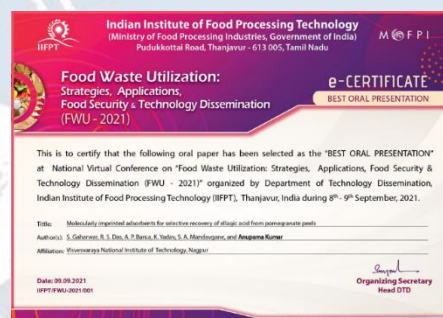 Indian Institute of Food Processing Technology
(Ministry of Food Processing Industries, Government of India)
Pudukkottai Road, Thanjavur - 613 005, Tamil Nadu
IIFPT
MOFPI
Food Waste Utilization:
Strategies, Applications,
Food Security & Technology Dissemination
(FWU - 2021)
e-CERTIFICATE
BEST ORAL PRESENTATION
This is to certify that the following oral paper has been selected as the "BEST ORAL PRESENTATION"
at National Virtual Conference on "Food Waste Utilization: Strategies, Applications, Food Security &
Technology Dissemination (FWU - 2021)" organized by Department of Technology Dissemination,
Indian Institute of Food Processing Technology (IIFPT), Thanjavur, India during 8th - 9th September, 2021.
Title: Molecularly imprinted adsorbents for selective recovery of ellagic acid from pomegranate peels
Author(s): S. Gaharwar, R. S. Das, A. P. Barua, K. Yadav, S. A. Mandavgane, and Anupama Kumar
Affiliation: Visvesvaraya National Institute of Technology, Nagpur
Date: 09.09.2021
IIFPT/FWU-2021/001
Organizing Secretary
Head DTD